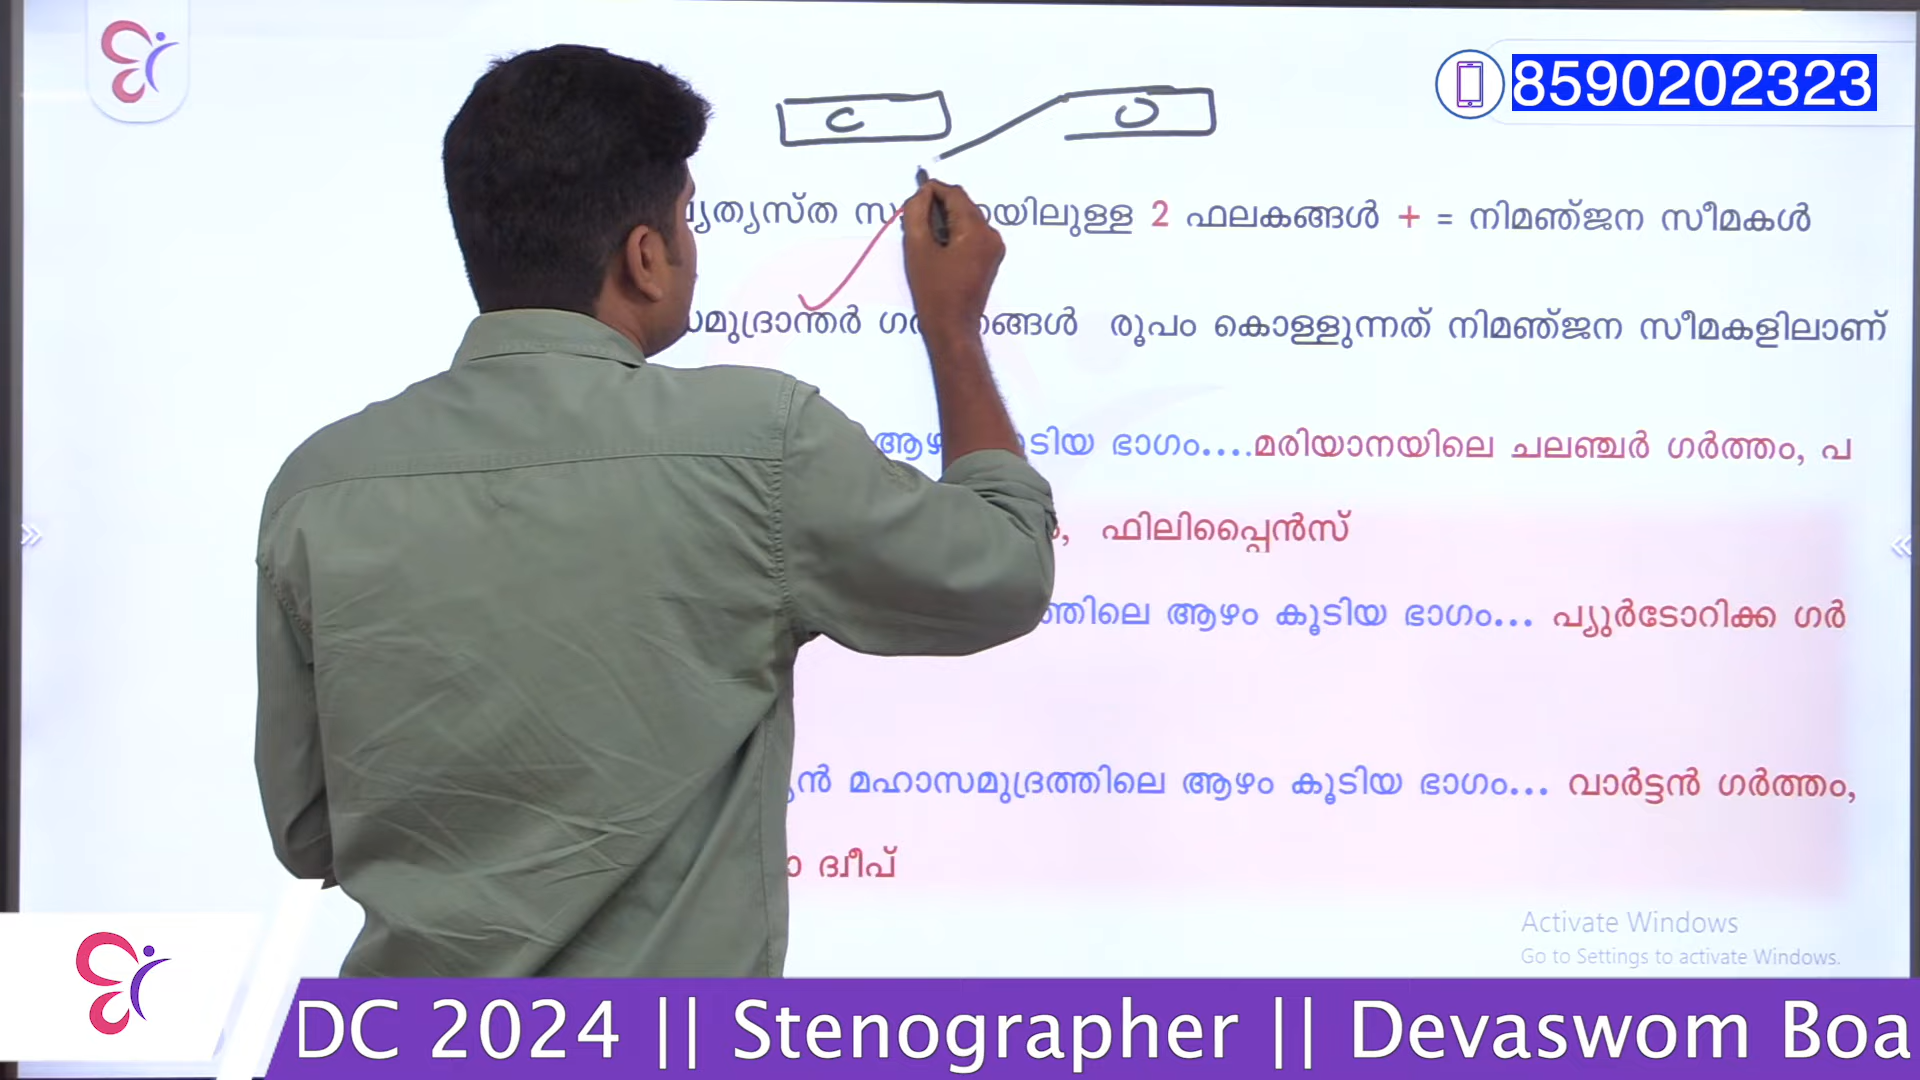 8590202323
C O
വ്യത്യസ്ത 2 ഫലകങ്ങൾ + = നിമഞ്ജന സീമകൾ
സമുദ്രാന്തർ രൂപം കൊള്ളുന്നത് നിമഞ്ജന സീമകളിലാണ്
ഭാഗം....മരിയാനയിലെ ചലഞ്ചർ ഗർത്തം, പ
ഫിലിപ്പൈൻസ്
ആഴം കൂടിയ ഭാഗം... പ്യുർടോറിക്ക ഗർ
മഹാസമുദ്രത്തിലെ ആഴം കൂടിയ ഭാഗം... വാർട്ടൻ ഗർത്തം,
ദ്വീപ്
Activate Windows
Go to Settings to activate Windows.
DC 2024 || Stenographer || Devaswom Boa